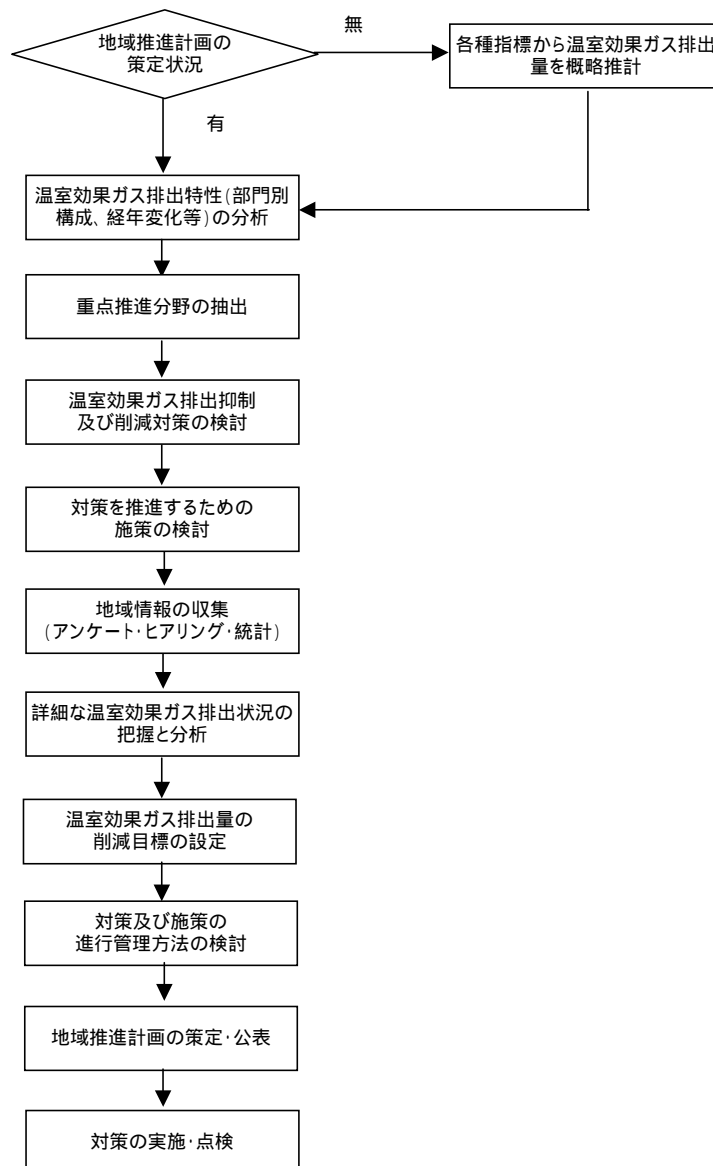 地域推進計画の
策定状況
無
各種指標から温室効果ガス排出
量を概略推計
有
温室効果ガス排出特性(部門別
構成、経年変化等)の分析
重点推進分野の抽出
温室効果ガス排出抑制
及び削減対策の検討
対策を推進するための
施策の検討
地域情報の収集
(アンケート・ヒアリング・統計)
詳細な温室効果ガス排出状況の
把握と分析
温室効果ガス排出量の
削減目標の設定
対策及び施策の
進行管理方法の検討
地域推進計画の策定・公表
対策の実施・点検